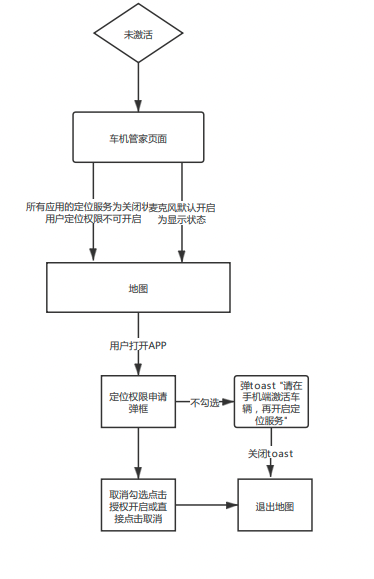 未激活
车机管家页面
所有应用的定位服务为关闭状
用户定位权限不可开启
麦克风默认开启
为显示状态
地图
用户打开APP
定位权限申请
弹框
不勾选
弹toast "请在
手机端激活车
辆，再开启定
位服务"
关闭toast
取消勾选点击
授权开启或直
接点击取消
退出地图